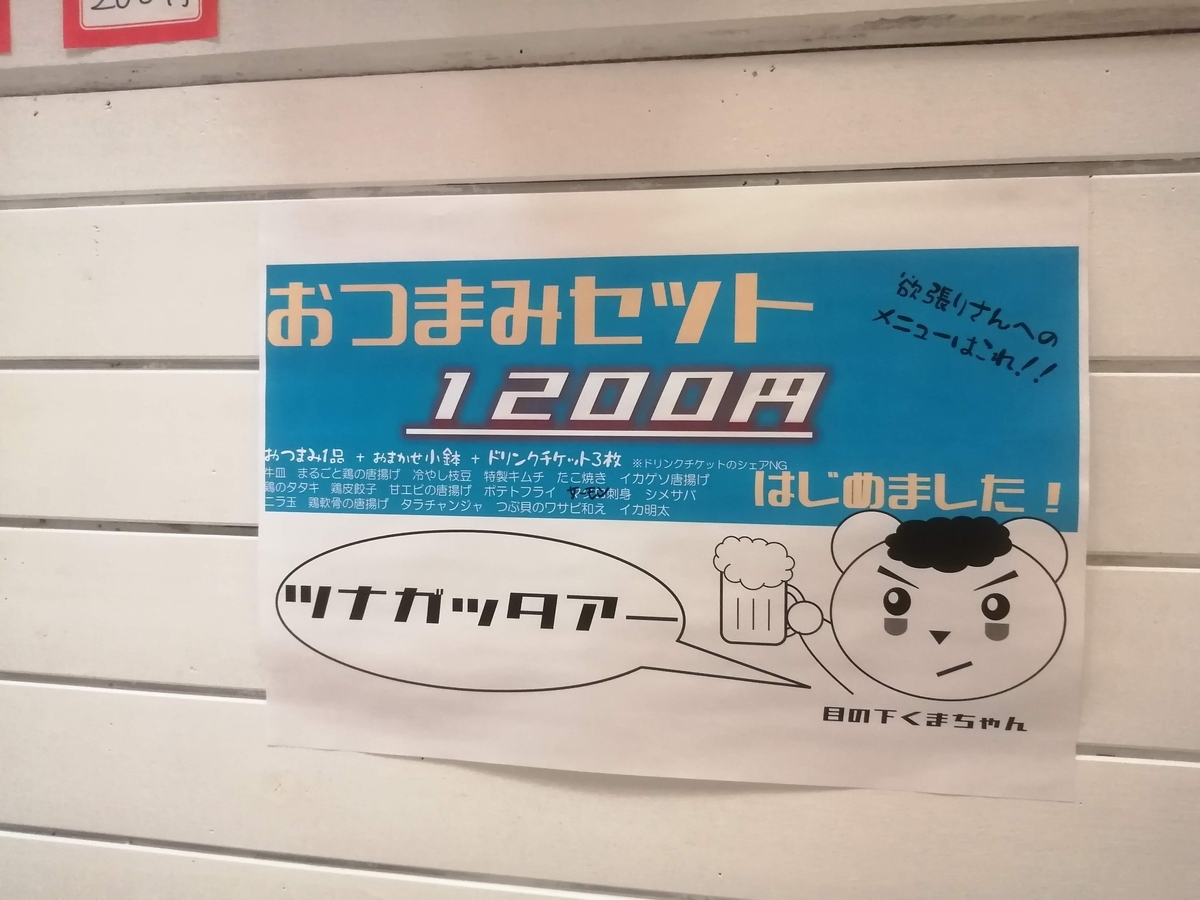 おつまみセット
欲張りさんへの
メニューはこれ!!
1200円
おつまみ1品 + おまかせ小鉢 + ドリンクチケット3枚 ※ドリンクチケットのシェアNG
牛皿 まるごと鶏の唐揚げ 冷やし枝豆 特製キムチ たこ焼き イカゲソ唐揚げ
鶏のタタキ 鶏皮餃子 甘エビの唐揚げ ポテトフライ 刺身 シメサバ
ニラ玉 鶏軟骨の唐揚げ タラチャンジャ つぶ貝のワサビ和え イカ明太
はじめました!
ツナガッタアー
目の下くまちゃん